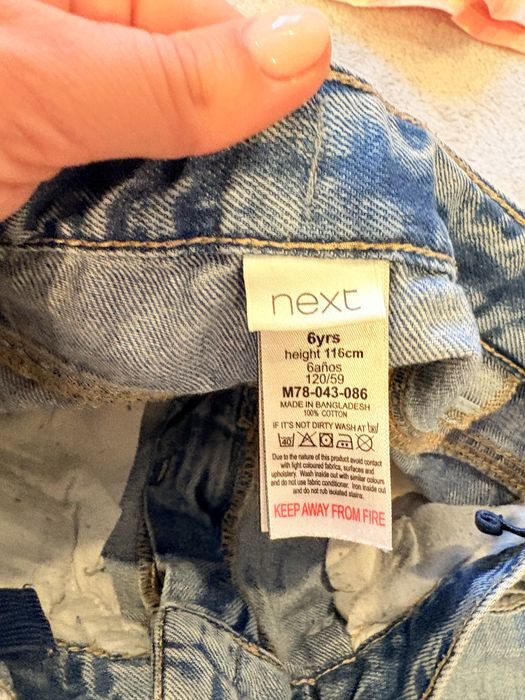 next
6yrs
height 116cm
6años
120/59
M78-043-086
MADE IN BANGLADESH
100% COTTON
IF IT'S NOT DIRTY WASH AT
40
Due to the nature of this product avoid contact
with light coloured fabrics, surfaces and
upholstery. Wash inside out with similar colours
and do not use fabric conditioner. Iron inside out
and do not rub isolated stains.
KEEP AWAY FROM FIRE